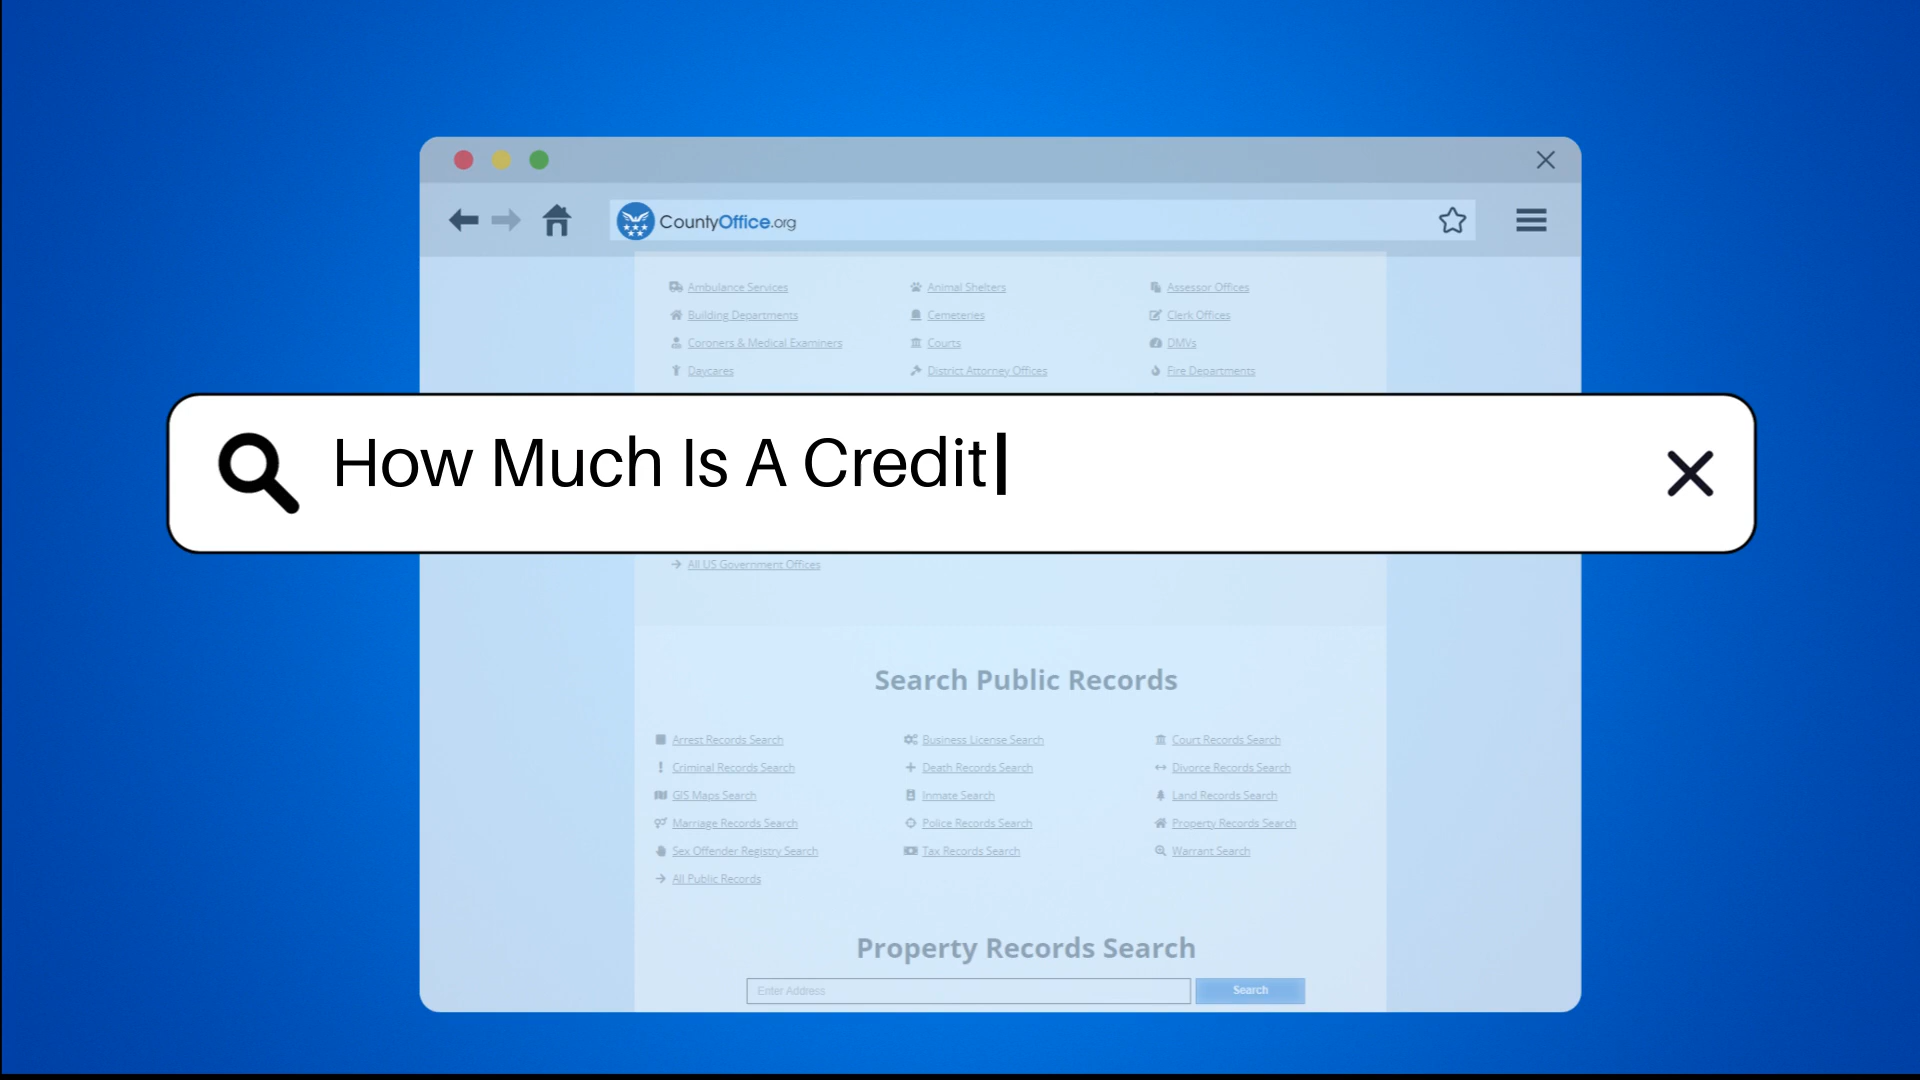 CountyOffice.org
Ambulance Services Animal Shelters Assessor Offices
Building Departments Cemeteries Clerk Offices
Coroners & Medical Examiners Courts DMVs
Daycares District Attorney Offices Fire Departments
How Much Is A Credit
All US Government Offices
Search Public Records
Arrest Records Search Business License Search Court Records Search
Criminal Records Search Death Records Search Divorce Records Search
GIS Maps Search Inmate Search Land Records Search
Marriage Records Search Police Records Search Property Records Search
Sex Offender Registry Search Tax Records Search Warrant Search
All Public Records
Property Records Search
Enter Address Search